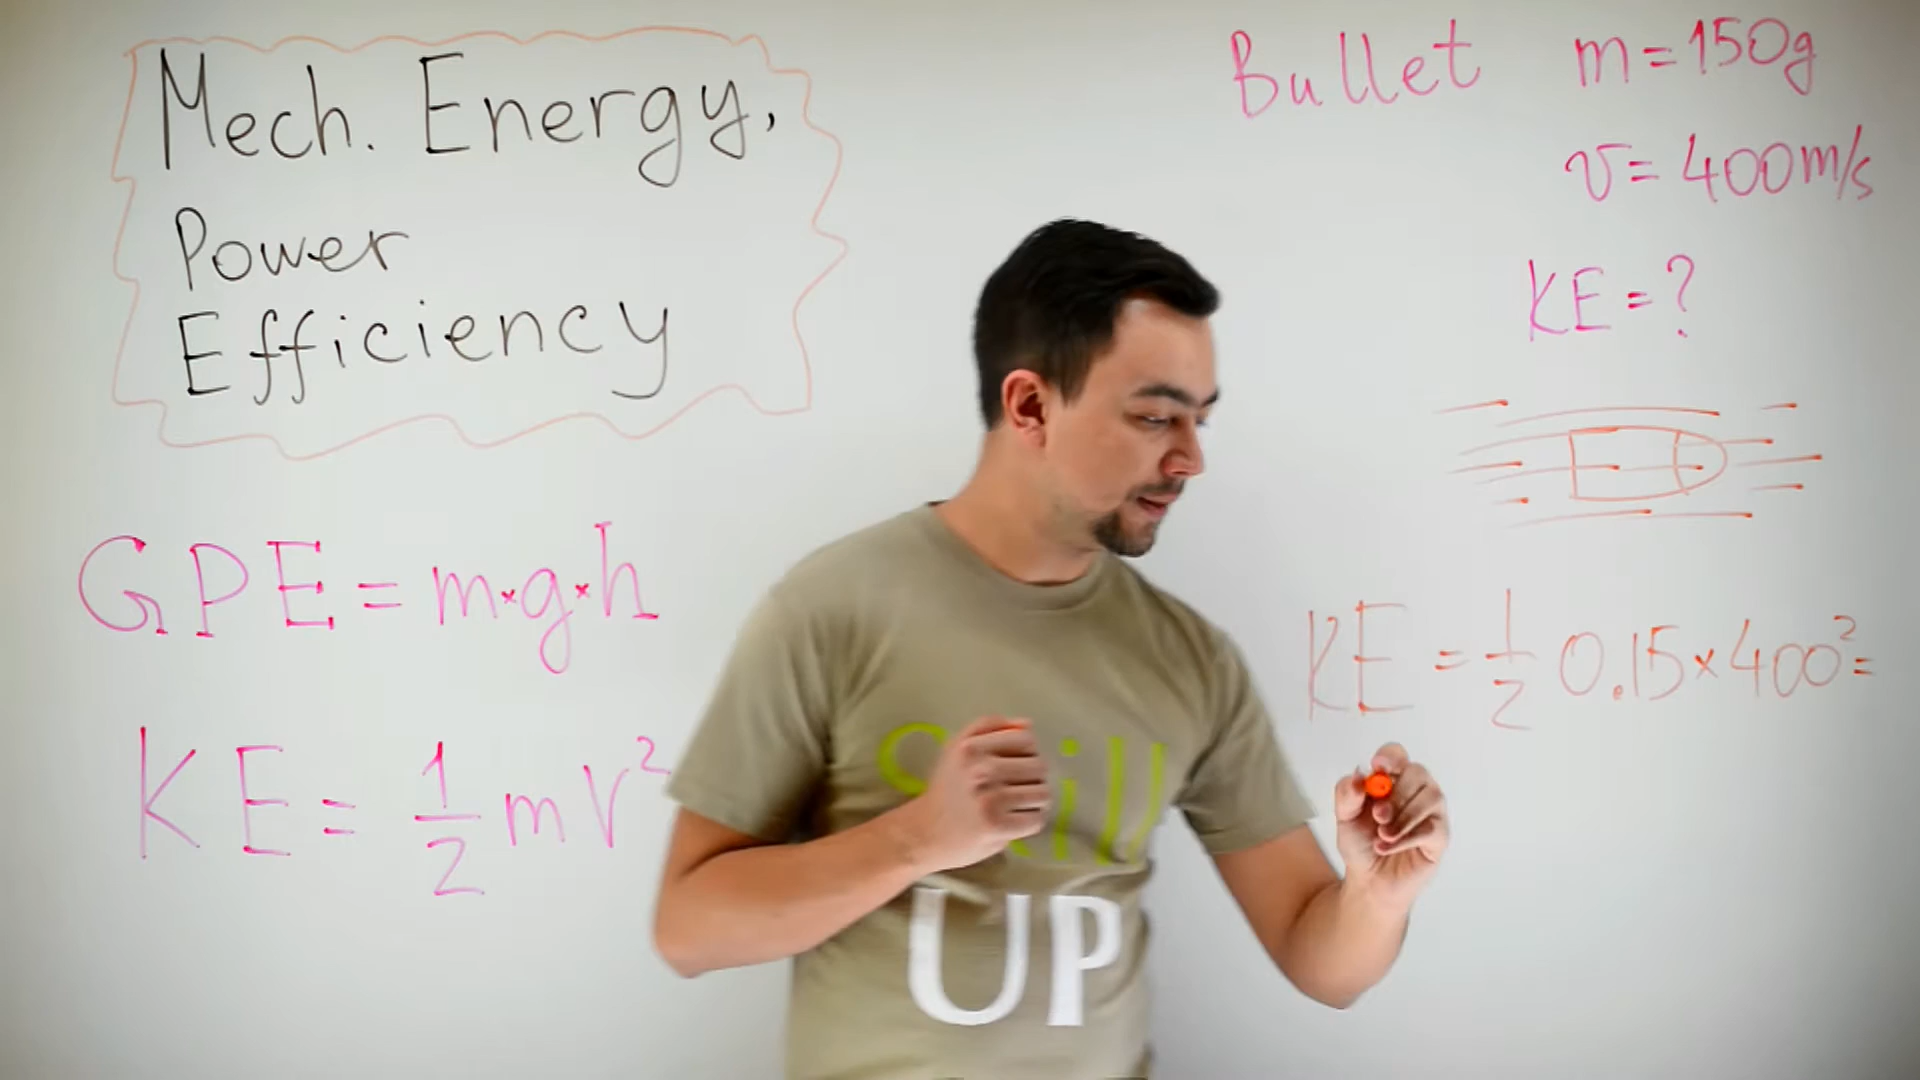 Mech. Energy,
Power
Efficiency
GPE = m×g×h
KE = 1/2 mV²
Bullet m=150g
v=400m/s
KE=?
KE = 1/2 0.15×400²=
Skill
UP